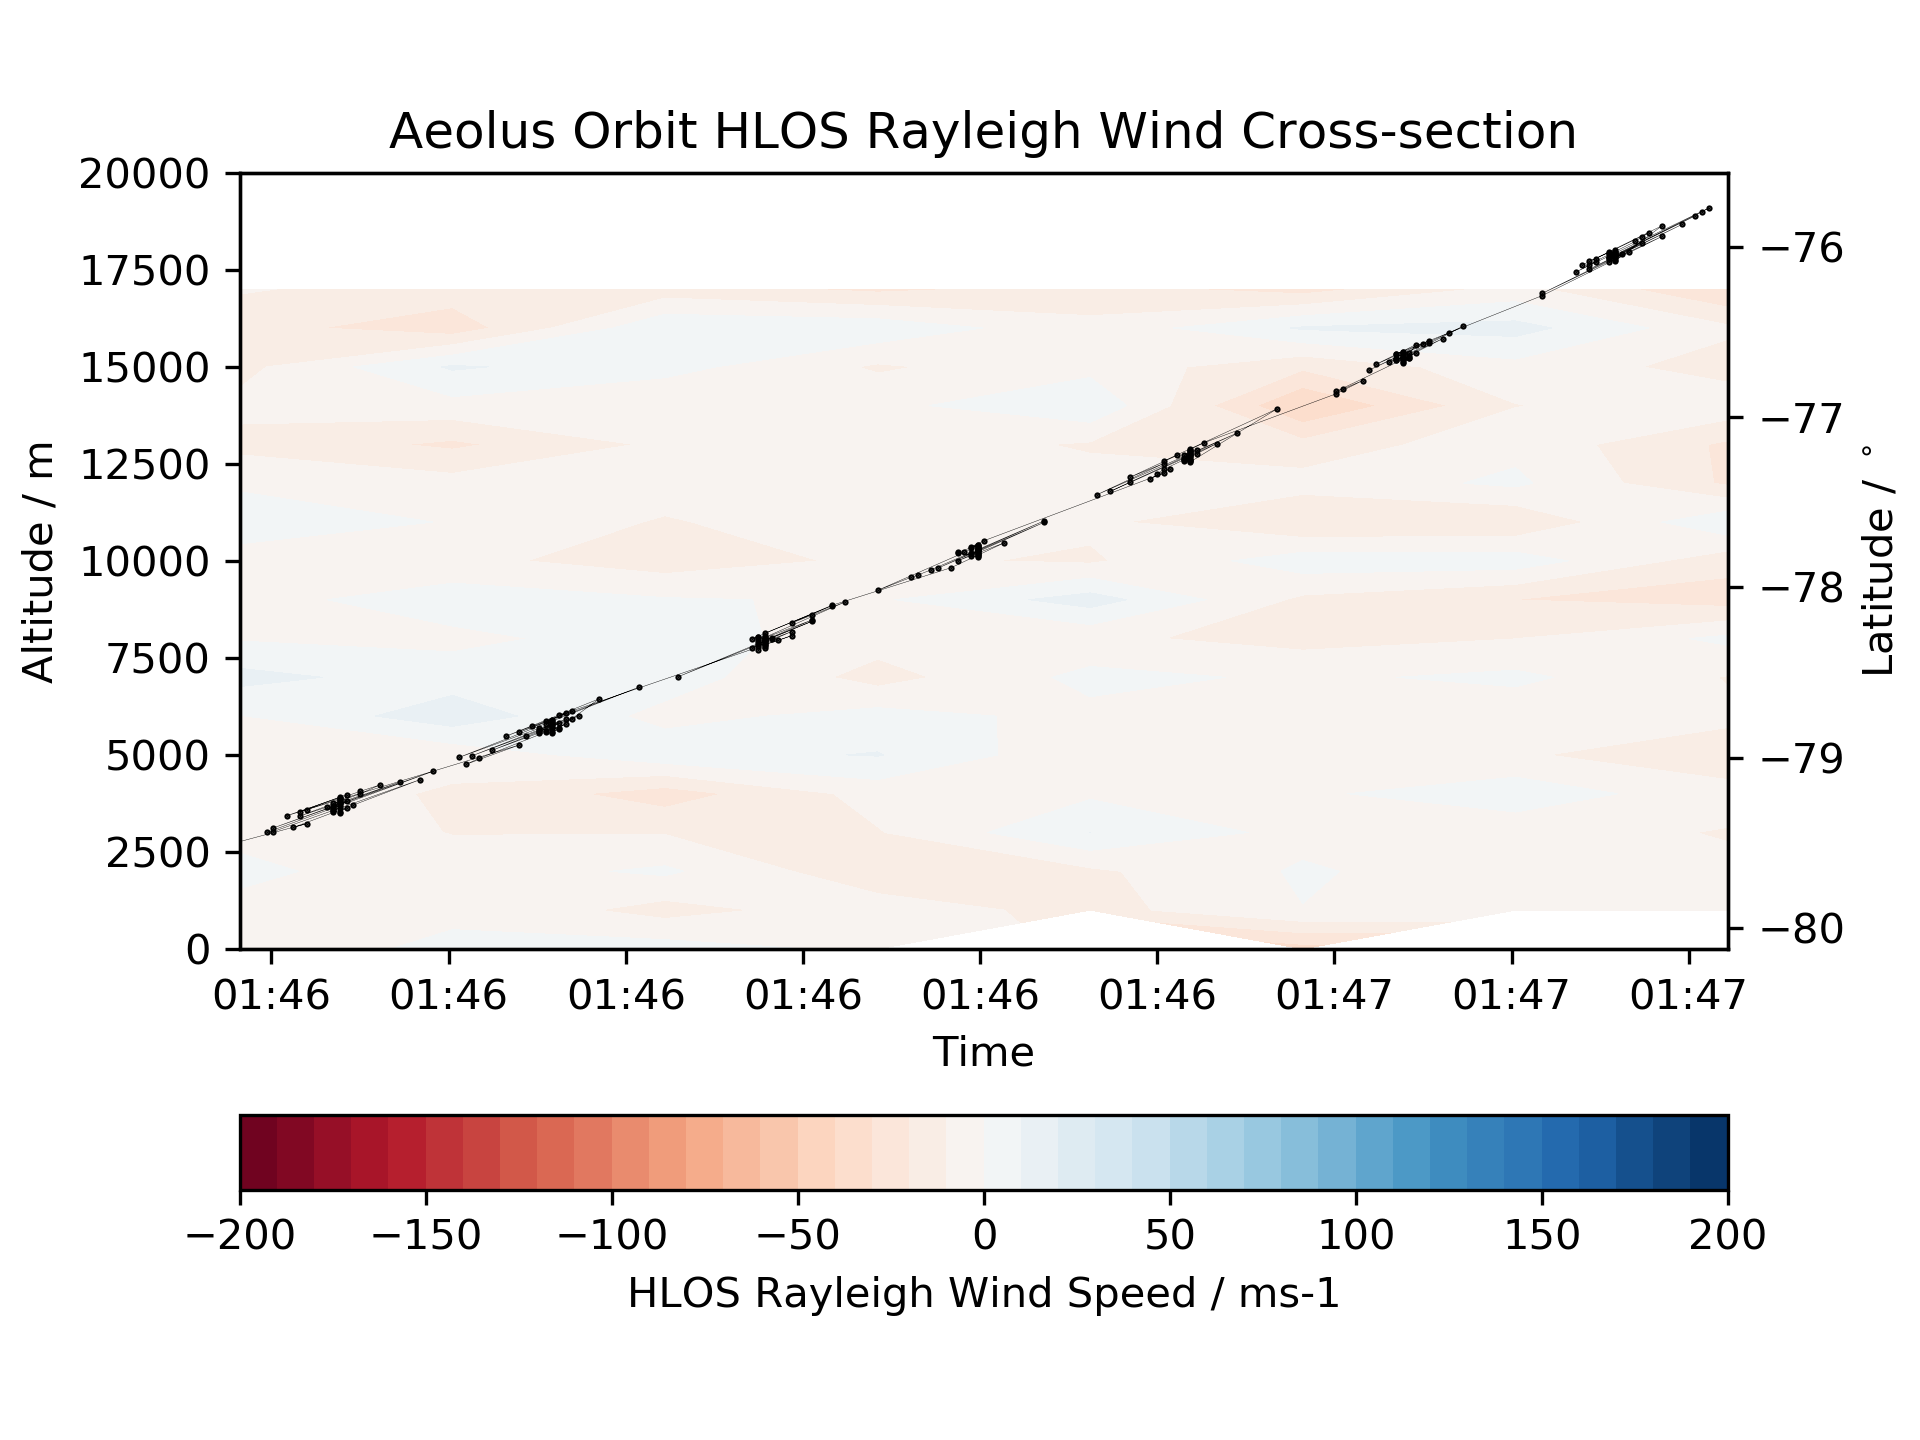 Aeolus Orbit HLOS Rayleigh Wind Cross-section
20000
17500
15000
12500
10000
7500
5000
2500
0
Altitude / m
−76
−77
−78
−79
−80
Latitude / °
01:46 01:46 01:46 01:46 01:46 01:46 01:47 01:47 01:47
Time
−200 −150 −100 −50 0 50 100 150 200
HLOS Rayleigh Wind Speed / ms-1